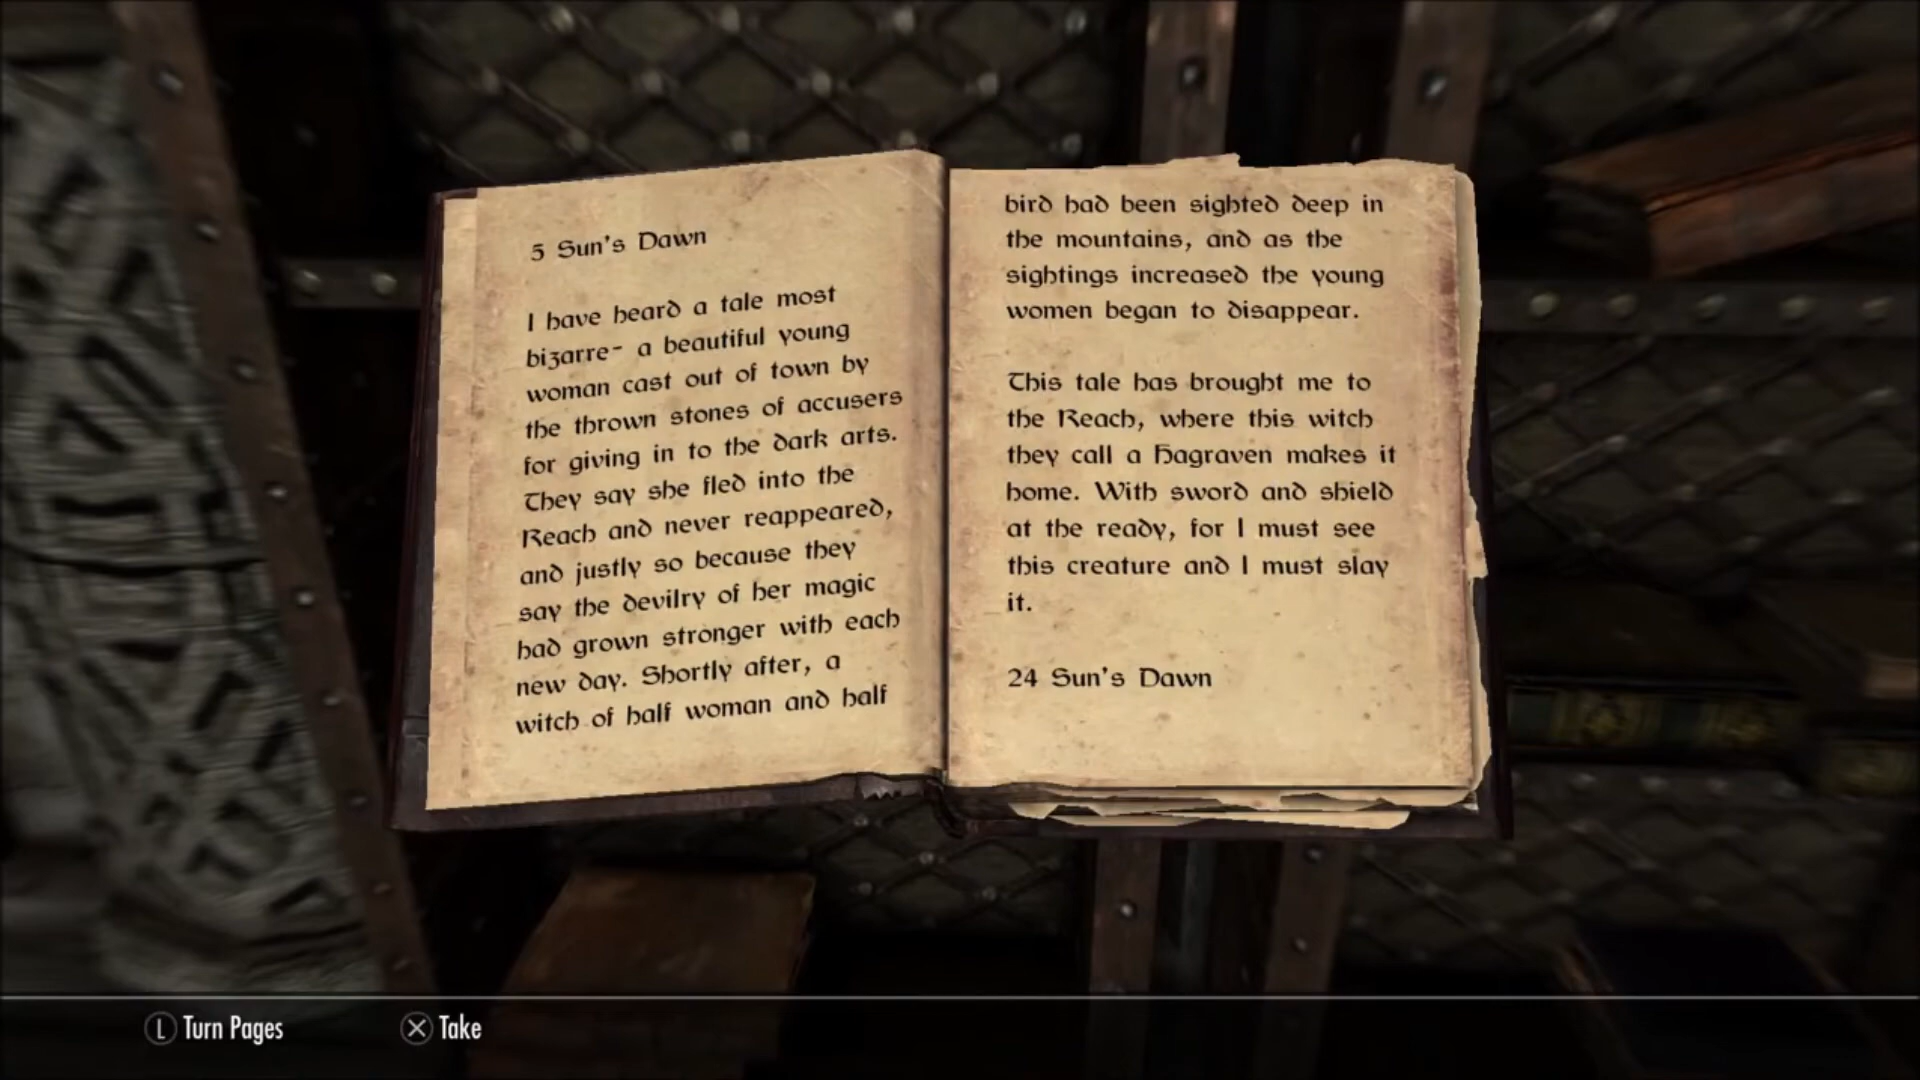 5 Sun's Dawn
I have heard a tale most
bizarre- a beautiful young
woman cast out of town by
the thrown stones of accusers
for giving in to the dark arts.
They say she fled into the
Reach and never reappeared,
and justly so because they
say the devilry of her magic
had grown stronger with each
new day. Shortly after, a
witch of half woman and half
bird had been sighted deep in
the mountains, and as the
sightings increased the young
women began to disappear.
This tale has brought me to
the Reach, where this witch
they call a Hagraven makes it
home. With sword and shield
at the ready, for I must see
this creature and I must slay
it.
24 Sun's Dawn
L Turn Pages
X Take